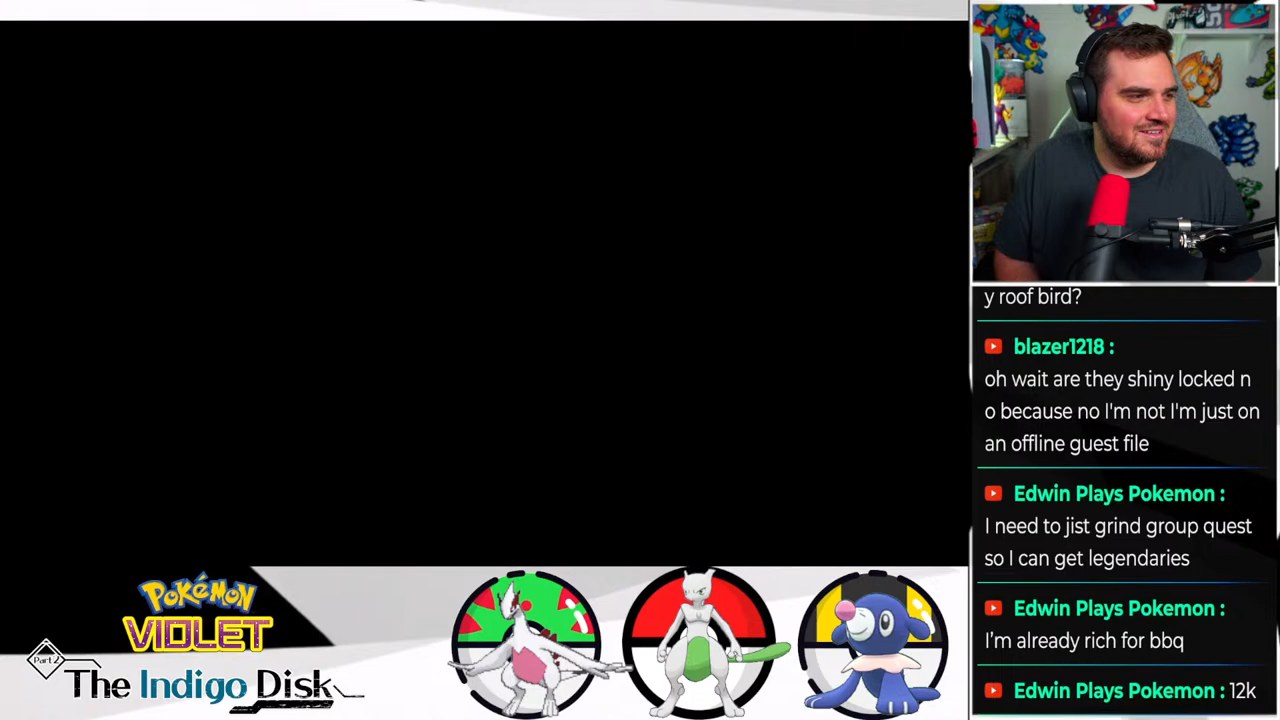 y roof bird?
blazer1218 :
oh wait are they shiny locked n
o because no I'm not I'm just on
an offline guest file
Edwin Plays Pokemon :
I need to jist grind group quest
so I can get legendaries
Edwin Plays Pokemon :
I'm already rich for bbq
Edwin Plays Pokemon : 12k
POKéMON
VIOLET
Part 2
The Indigo Disk